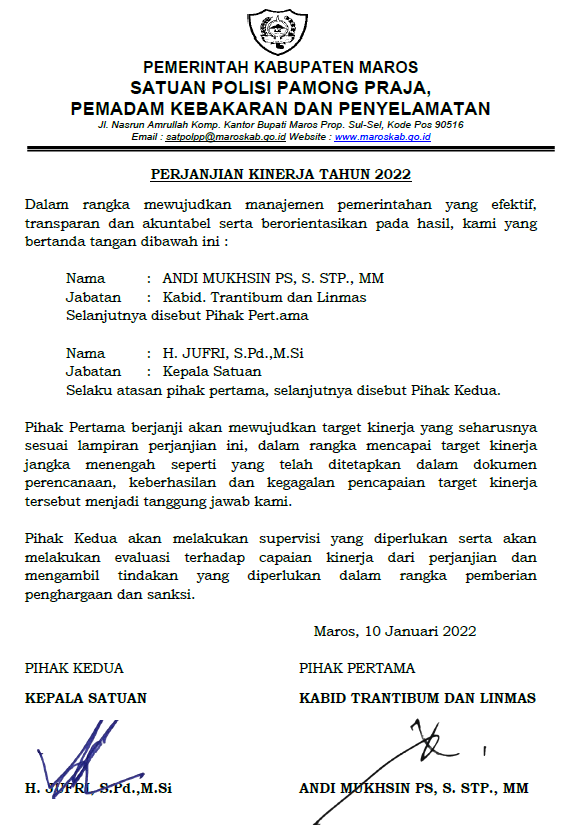 PEMERINTAH KABUPATEN MAROS
SATUAN POLISI PAMONG PRAJA,
PEMADAM KEBAKARAN DAN PENYELAMATAN
Jl. Nasrun Amrullah Komp. Kantor Bupati Maros Prop. Sul-Sel, Kode Pos 90516
Email : satpolpp@maroskab.go.id Website : www.maroskab.go.id
PERJANJIAN KINERJA TAHUN 2022
Dalam rangka mewujudkan manajemen pemerintahan yang efektif,
transparan dan akuntabel serta berorientasikan pada hasil, kami yang
bertanda tangan dibawah ini :
Nama : ANDI MUKHSIN PS, S. STP., MM
Jabatan : Kabid. Trantibum dan Linmas
Selanjutnya disebut Pihak Pert.ama
Nama : H. JUFRI, S.Pd.,M.Si
Jabatan : Kepala Satuan
Selaku atasan pihak pertama, selanjutnya disebut Pihak Kedua.
Pihak Pertama berjanji akan mewujudkan target kinerja yang seharusnya
sesuai lampiran perjanjian ini, dalam rangka mencapai target kinerja
jangka menengah seperti yang telah ditetapkan dalam dokumen
perencanaan, keberhasilan dan kegagalan pencapaian target kinerja
tersebut menjadi tanggung jawab kami.
Pihak Kedua akan melakukan supervisi yang diperlukan serta akan
melakukan evaluasi terhadap capaian kinerja dari perjanjian dan
mengambil tindakan yang diperlukan dalam rangka pemberian
penghargaan dan sanksi.
Maros, 10 Januari 2022
PIHAK KEDUA PIHAK PERTAMA
KEPALA SATUAN KABID TRANTIBUM DAN LINMAS
H. JUFRI, S.Pd.,M.Si ANDI MUKHSIN PS, S. STP., MM